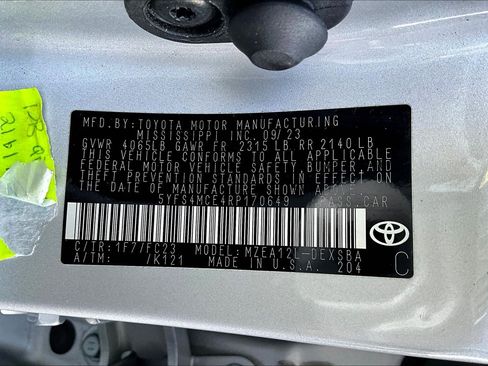 MFD.BY:TOYOTA MOTOR MANUFACTURING
MISSISSIPPI INC 09/23
GVWR 4065LB GAWR FR 2315 LB RR 2140 LB
THIS VEHICLE CONFORMS TO ALL APPLICABLE
FEDERAL MOTOR VEHICLE SAFETY BUMPER AND
THEFT PREVENTION STANDARDS IN EFFECT ON
THE DATE OF MANUFACTURE SHOWN ABOVE
5YFS4MCE4RP170649 PASS.CAR
C/TR:1F7/FC23 MODEL:MZEA12L-DEXSBA
A/TM: /K121 MADE IN U.S.A. 204
C